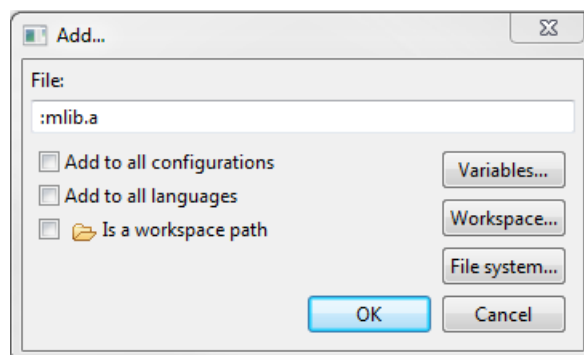 Add...
File:
:mlib.a
Add to all configurations
Variables...
Add to all languages
Workspace...
Is a workspace path
File system...
OK
Cancel